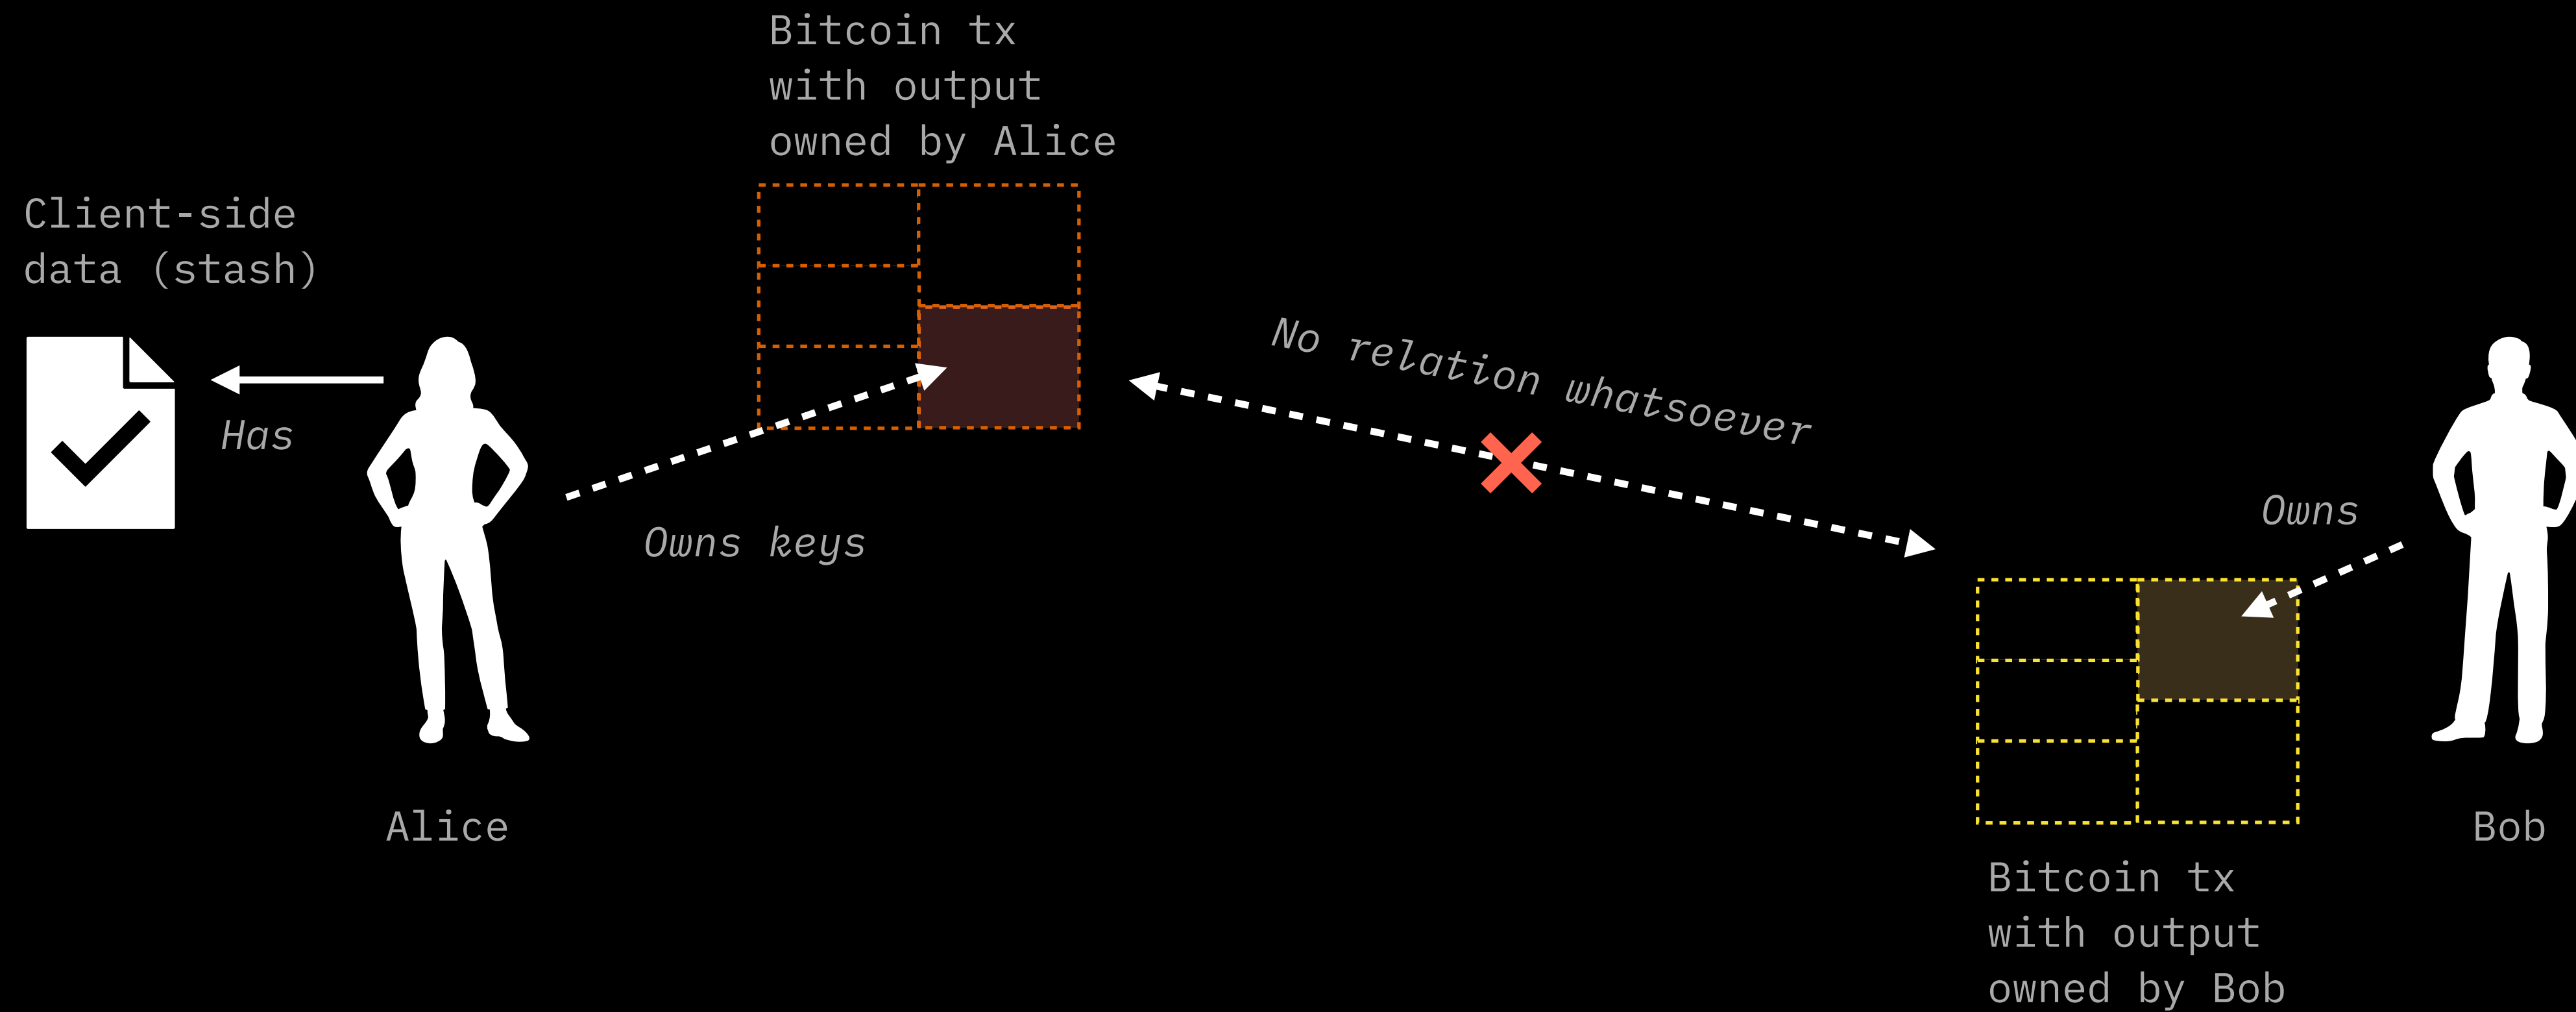 Bitcoin tx
with output
owned by Alice
Client-side
data (stash)
Has
Owns keys
No relation whatsoever
Owns
Alice
Bob
Bitcoin tx
with output
owned by Bob